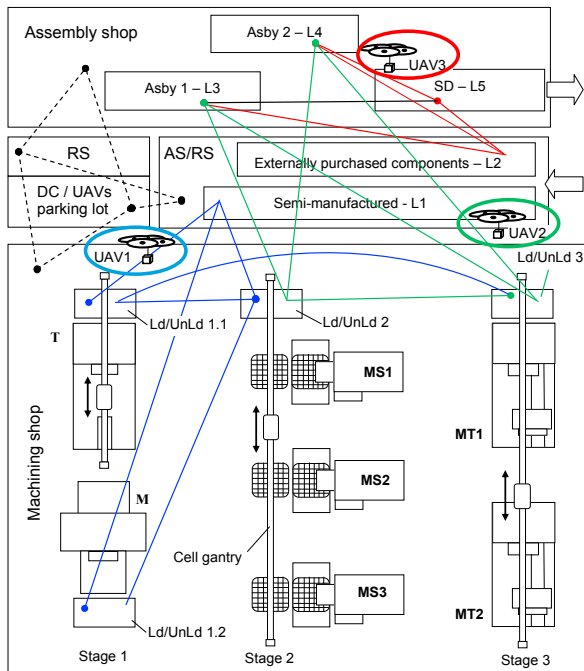 Assembly shop
Asby 2 – L4
UAV3
Asby 1 – L3
SD – L5
RS
AS/RS
Externally purchased components – L2
DC / UAVs
parking lot
Semi-manufactured - L1
UAV1
UAV2
Ld/UnLd 3
Ld/UnLd 1.1
Ld/UnLd 2
T
MS1
MT1
Machining shop
MS2
M
Cell gantry
MS3
MT2
Ld/UnLd 1.2
Stage 1
Stage 2
Stage 3